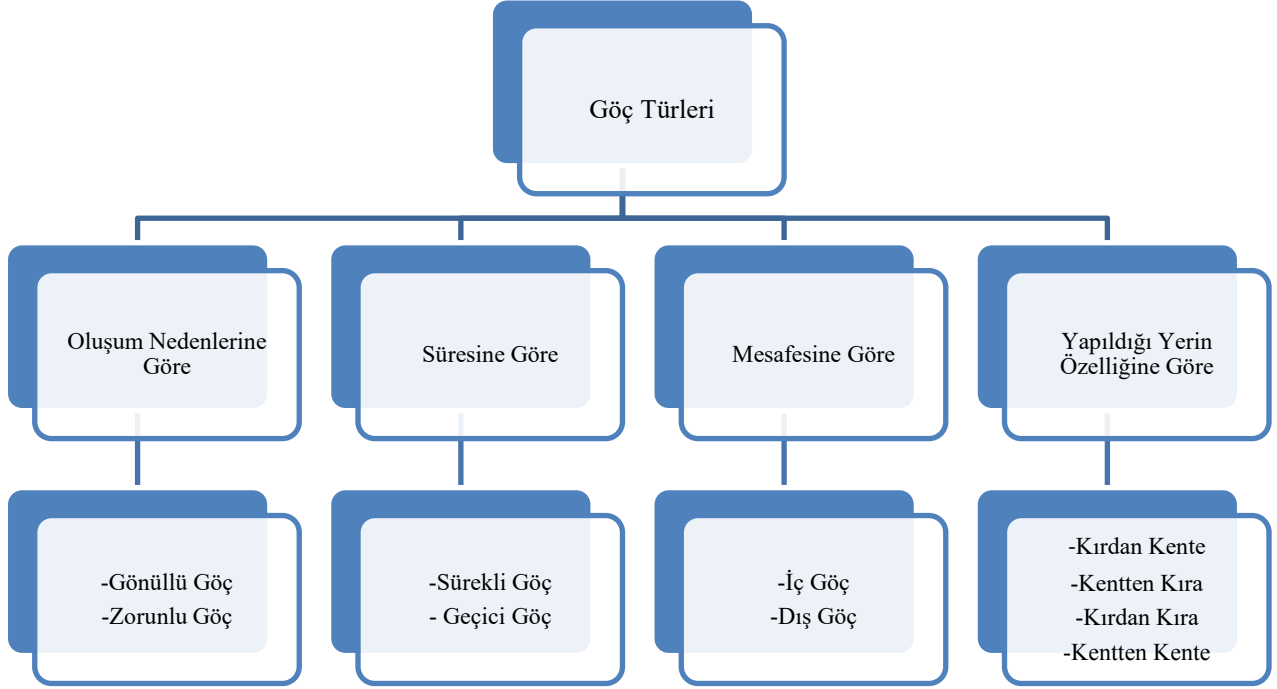 Göç Türleri
Oluşum Nedenlerine
Göre
Süresine Göre
Mesafesine Göre
Yapıldığı Yerin
Özelliğine Göre
-Gönüllü Göç
-Zorunlu Göç
-Sürekli Göç
- Geçici Göç
-İç Göç
-Dış Göç
-Kırdan Kente
-Kentten Kıra
-Kırdan Kıra
-Kentten Kente